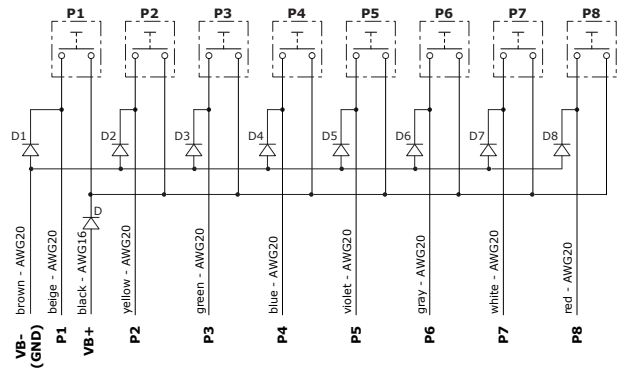 P1 P2 P3 P4 P5 P6 P7 P8
D1 D2 D3 D4 D5 D6 D7 D8
D
brown - AWG20
beige - AWG20
black - AWG16
yellow - AWG20
green - AWG20
blue - AWG20
violet - AWG20
gray - AWG20
white - AWG20
red - AWG20
VB-
(GND)
P1
VB+
P2
P3
P4
P5
P6
P7
P8